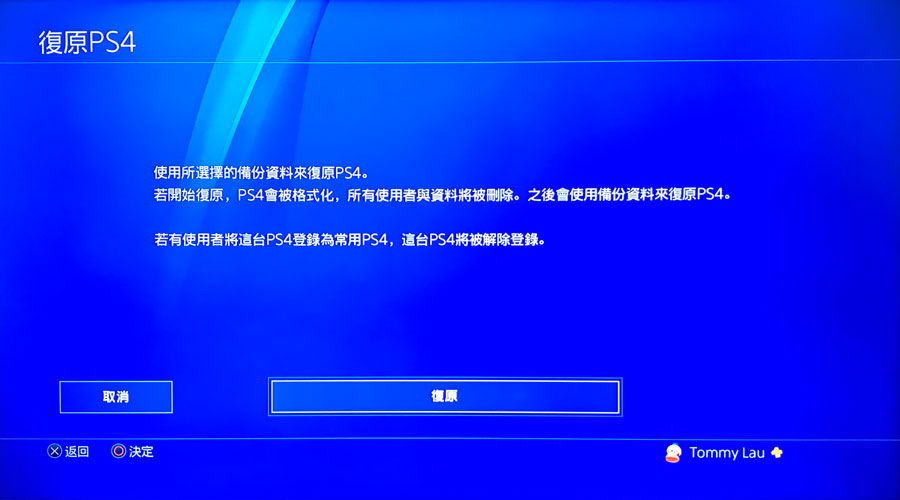 復原PS4
使用所選擇的備份資料來復原PS4。
若開始復原，PS4會被格式化，所有使用者與資料將被刪除。之後會使用備份資料來復原PS4。
若有使用者將這台PS4登錄為常用PS4，這台PS4將被解除登錄。
取消
復原
返回 決定
Tommy Lau